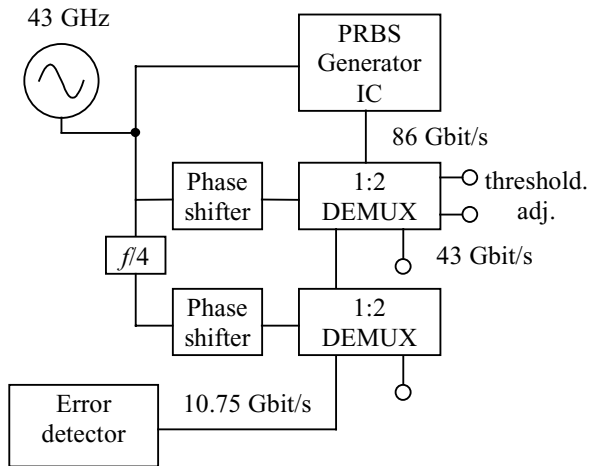 43 GHz
PRBS
Generator
IC
86 Gbit/s
Phase
shifter
1:2
DEMUX
threshold.
adj.
43 Gbit/s
f/4
Phase
shifter
1:2
DEMUX
Error
detector
10.75 Gbit/s